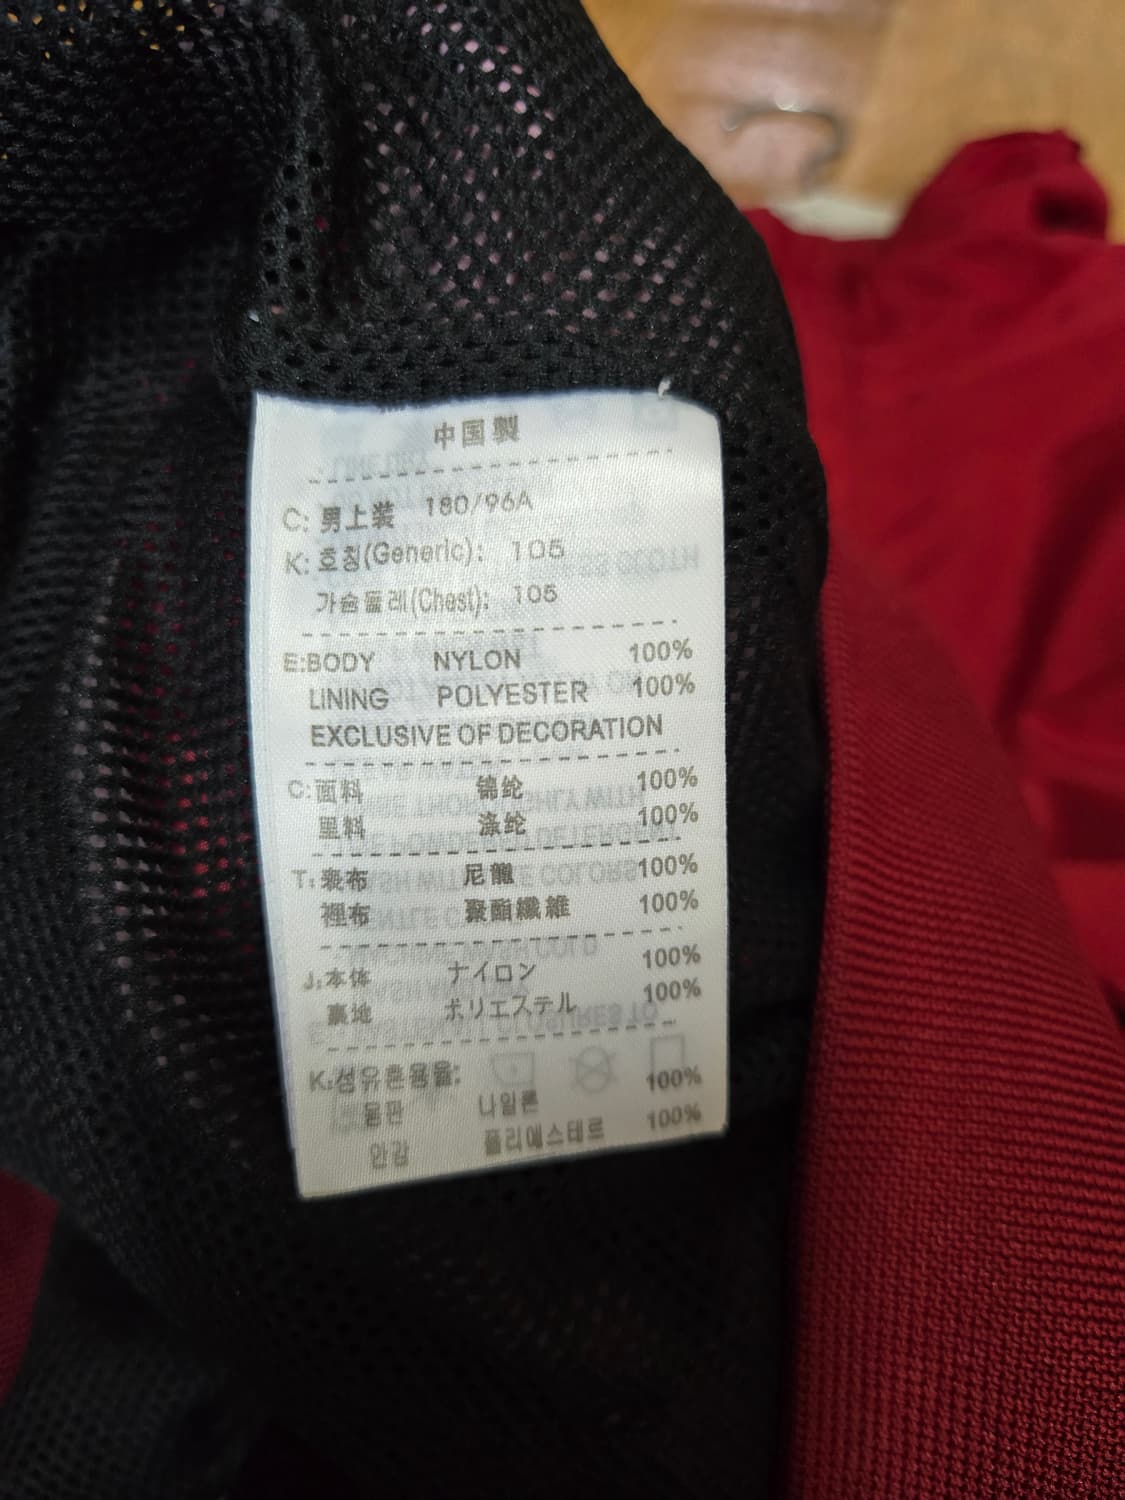 中国製
C: 男上装 180/96A
K: 호칭(Generic): 105
가슴둘레(Chest): 105
E:BODY NYLON 100%
LINING POLYESTER 100%
EXCLUSIVE OF DECORATION
C:面料 锦纶 100%
里料 涤纶 100%
T:表布 尼龍 100%
裡布 聚酯纖維 100%
J:本体 ナイロン 100%
裏地 ポリエステル 100%
K:섬유혼용율:
겉판 나일론 100%
안감 폴리에스테르 100%